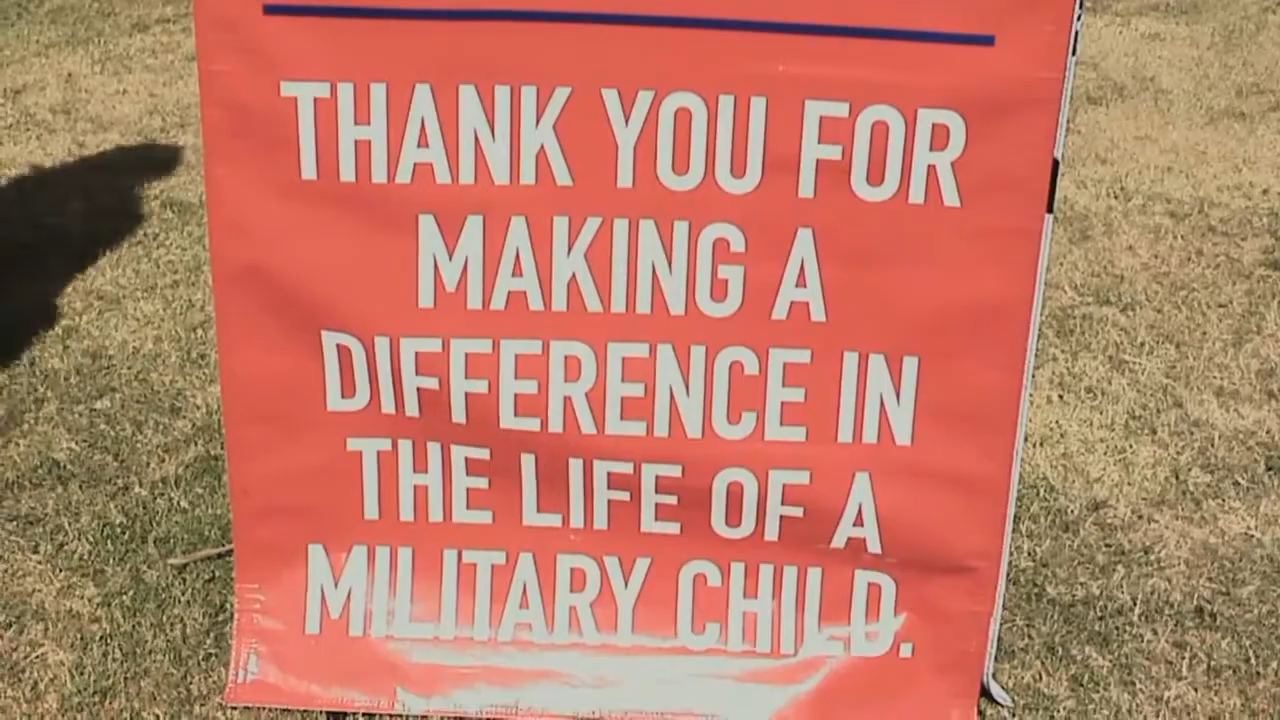 THANK YOU FOR
MAKING A
DIFFERENCE IN
THE LIFE OF A
MILITARY CHILD.